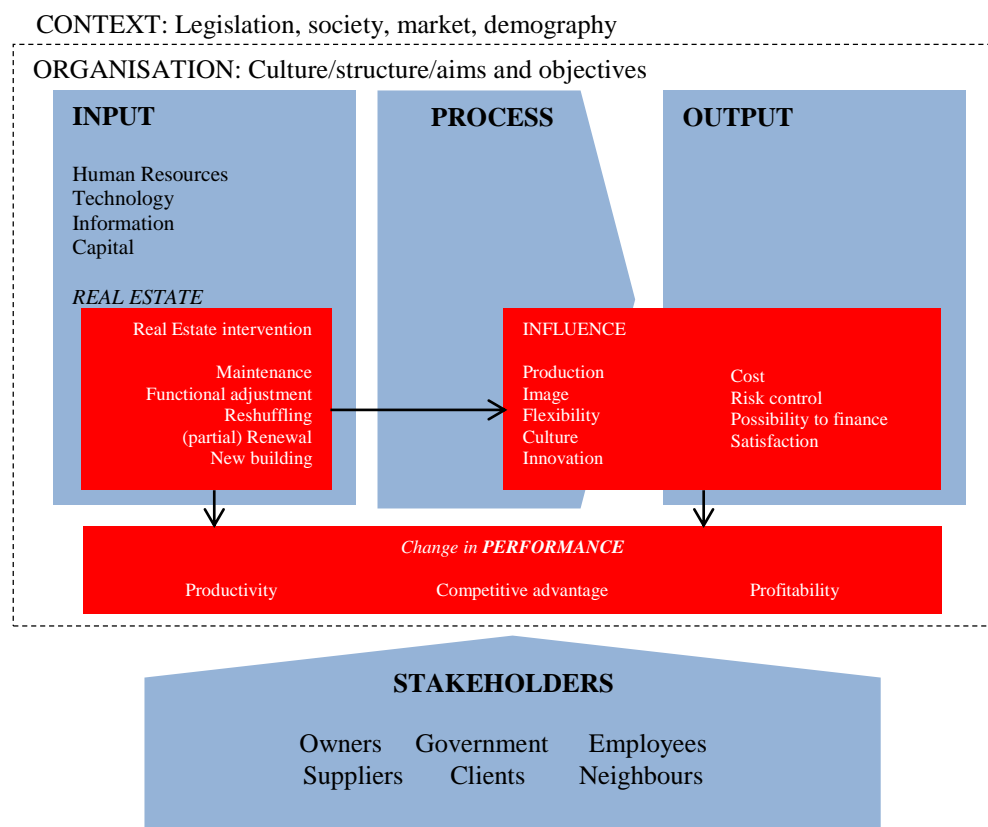 CONTEXT: Legislation, society, market, demography
ORGANISATION: Culture/structure/aims and objectives
INPUT
Human Resources
Technology
Information
Capital
REAL ESTATE
Real Estate intervention
Maintenance
Functional adjustment
Reshuffling
(partial) Renewal
New building
PROCESS
OUTPUT
INFLUENCE
Production
Image
Flexibility
Culture
Innovation
Cost
Risk control
Possibility to finance
Satisfaction
Change in PERFORMANCE
Productivity Competitive advantage Profitability
STAKEHOLDERS
Owners Government Employees
Suppliers Clients Neighbours